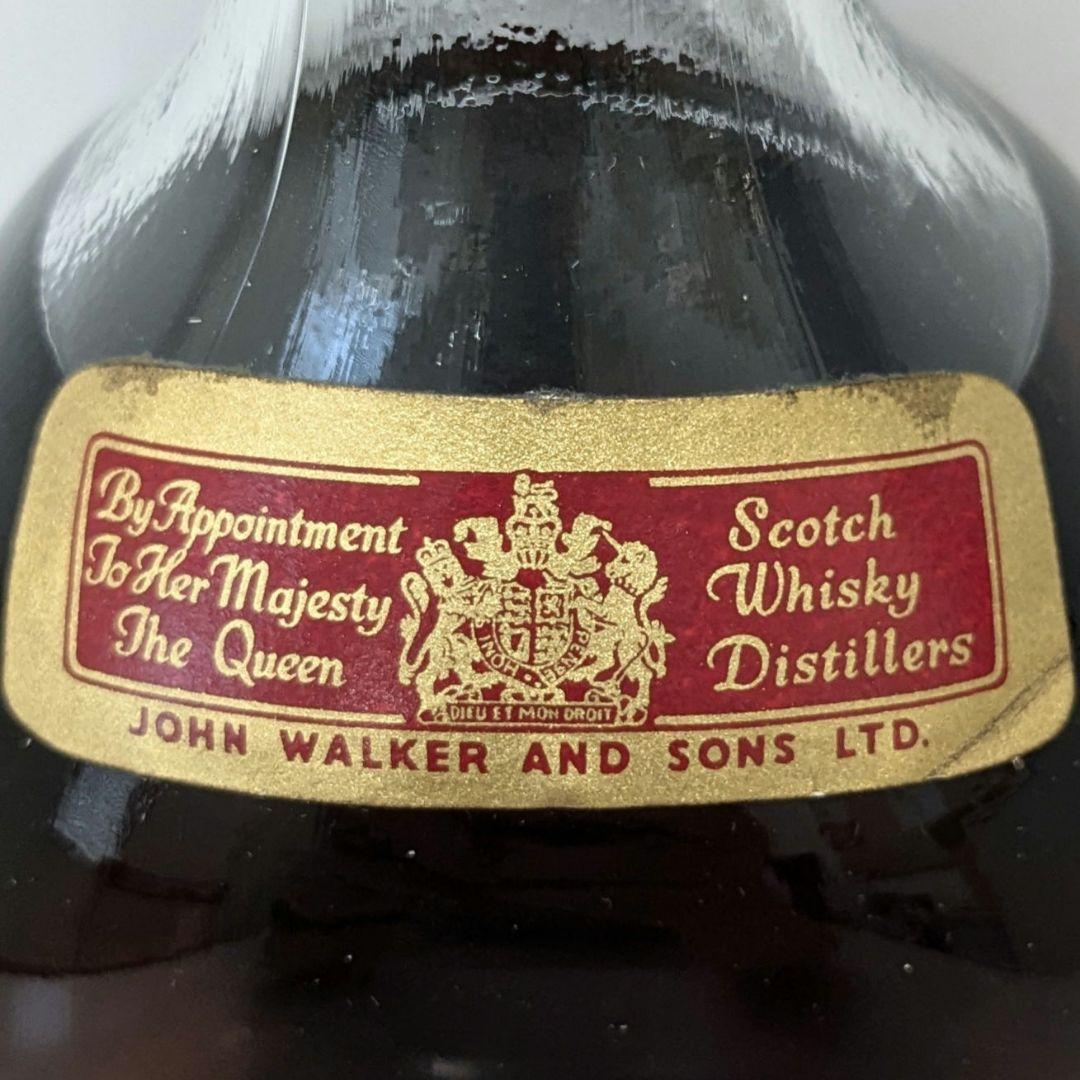 By Appointment
To Her Majesty
The Queen
Scotch
Whisky
Distillers
DIEU ET MON DROIT
JOHN WALKER AND SONS LTD.